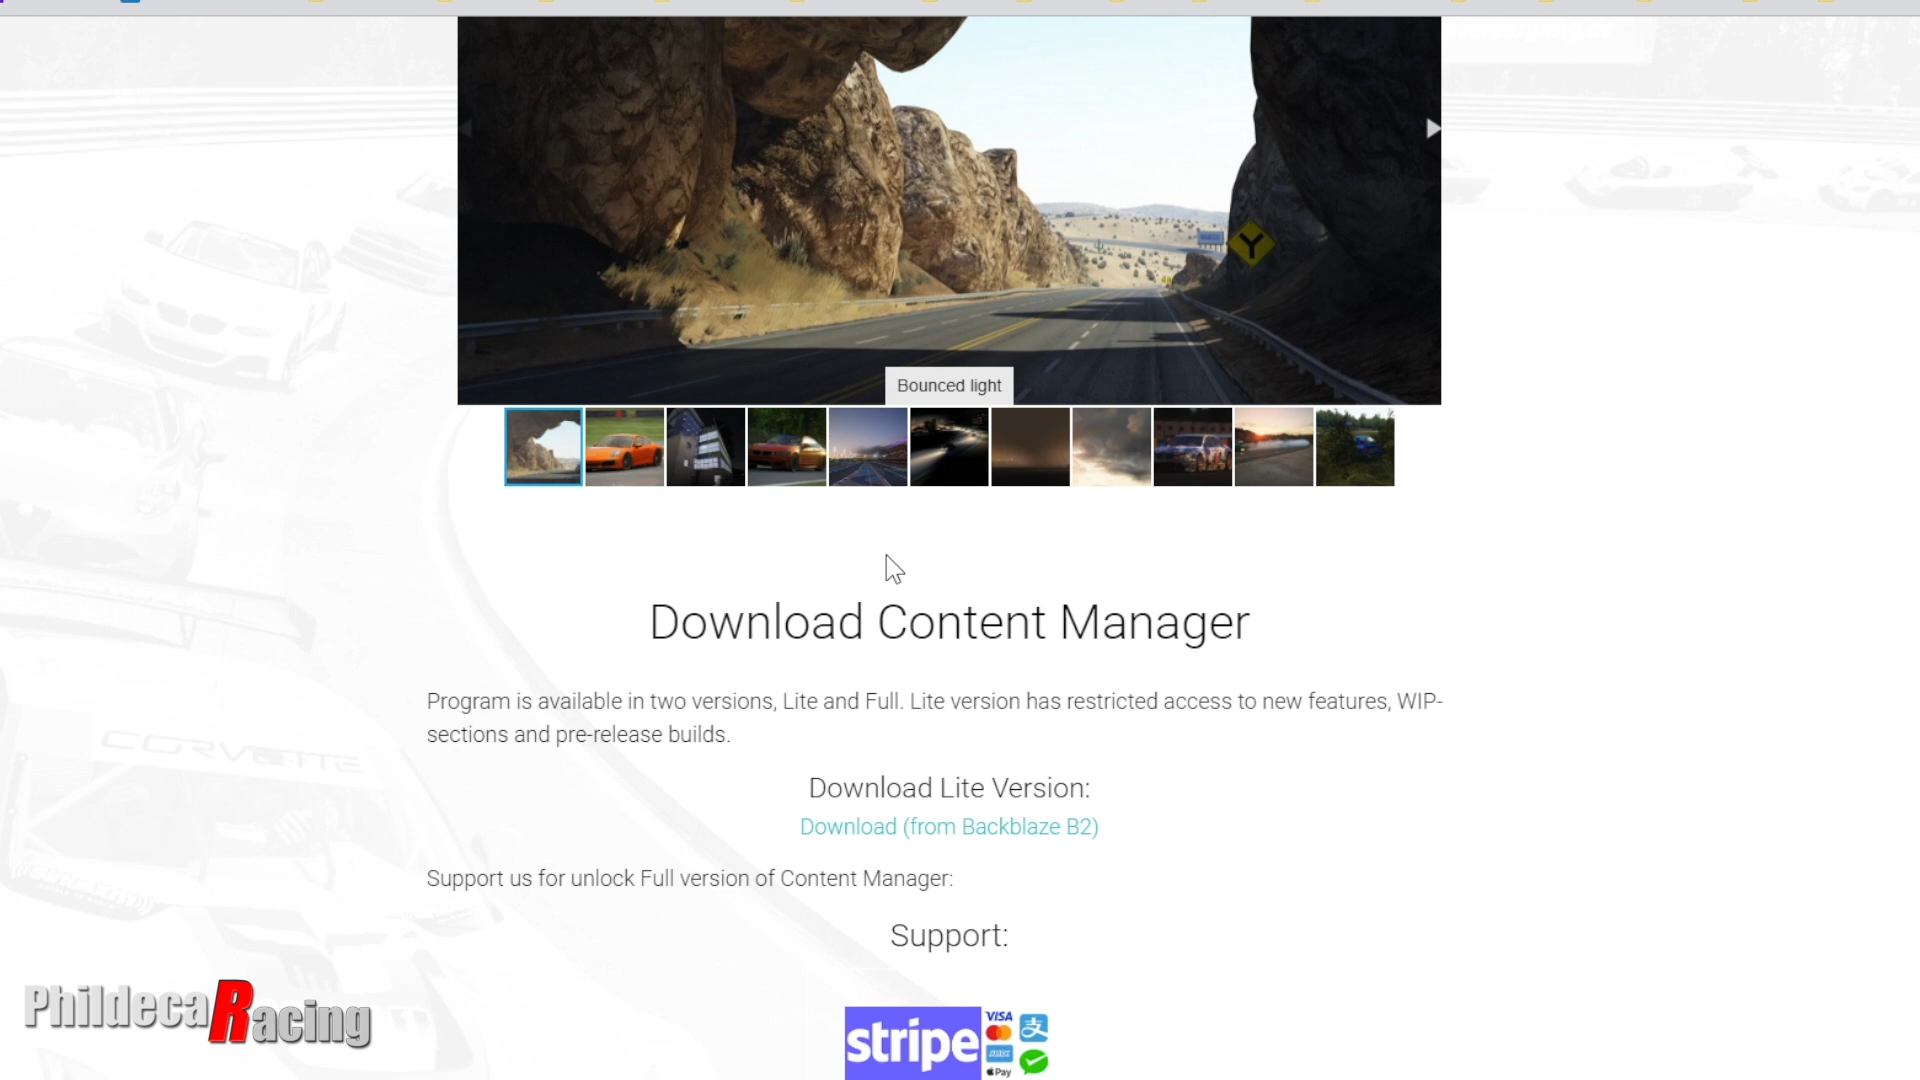 Bounced light
Download Content Manager
Program is available in two versions, Lite and Full. Lite version has restricted access to new features, WIP-
sections and pre-release builds.
Download Lite Version:
Download (from Backblaze B2)
Support us for unlock Full version of Content Manager:
Support:
stripe
VISA
Pay
CORVETTE
PhildecaRacing